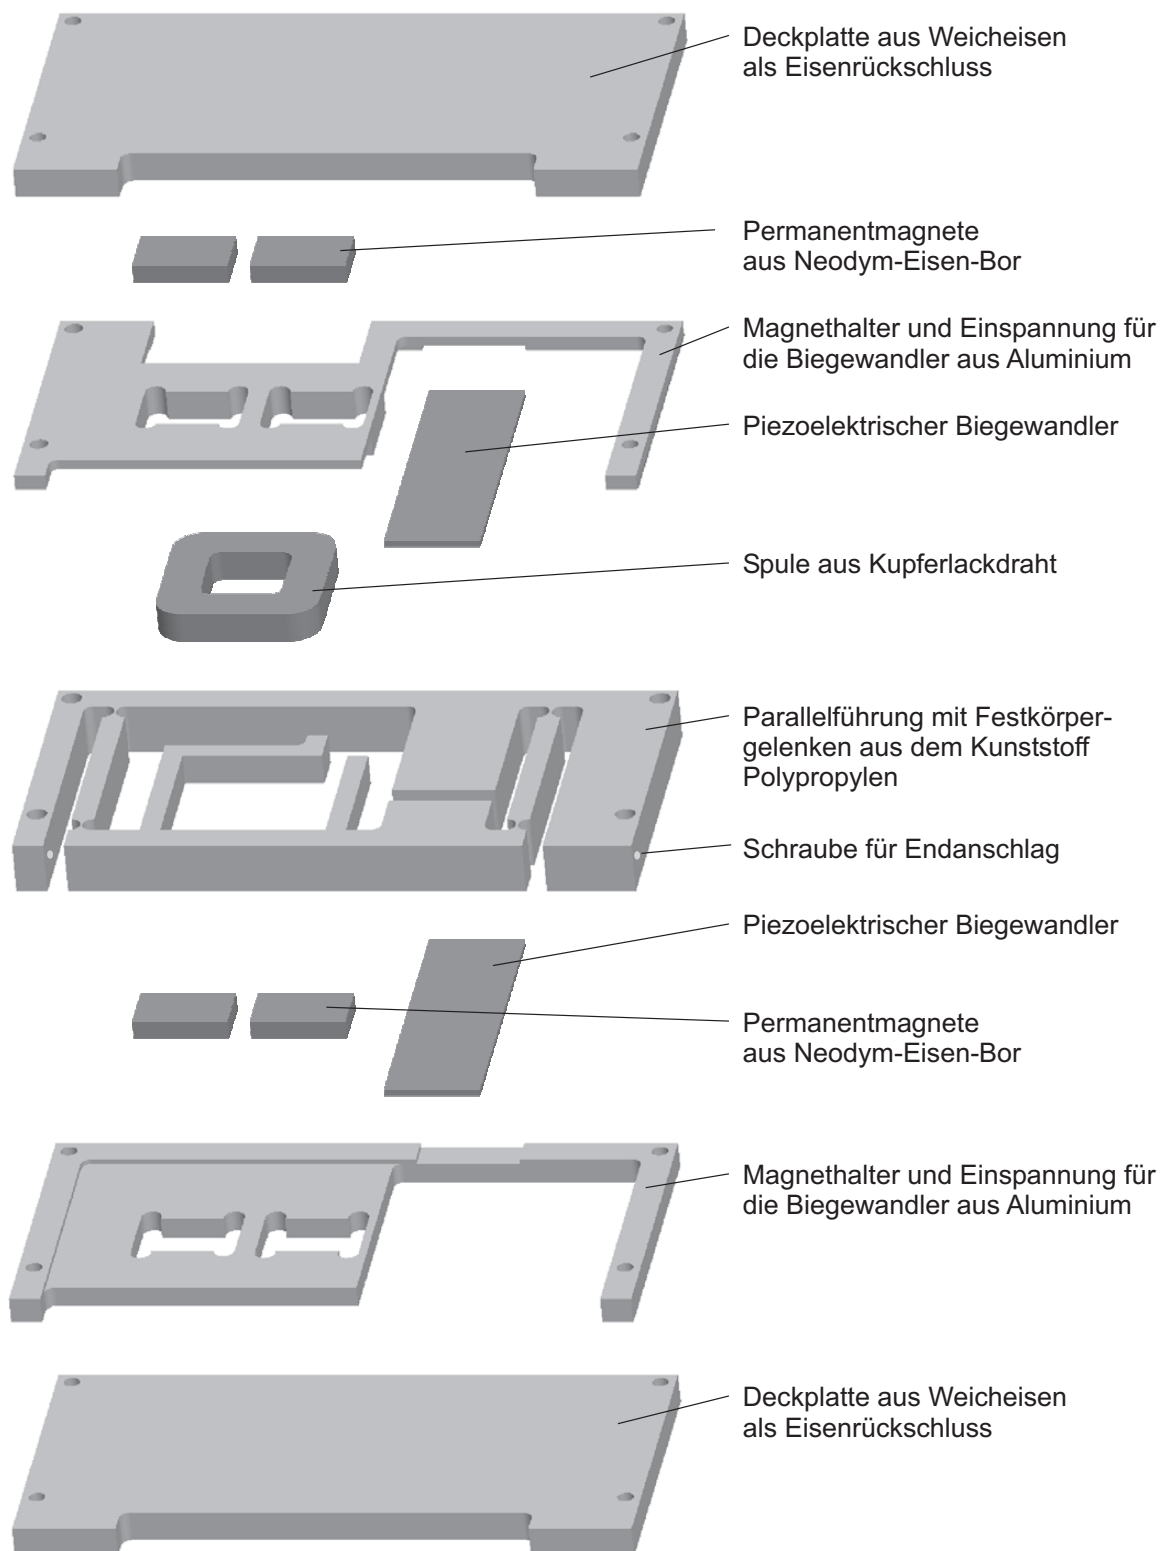 Deckplatte aus Weicheisen
als Eisenrückschluss
Permanentmagnete
aus Neodym-Eisen-Bor
Magnethalter und Einspannung für
die Biegewandler aus Aluminium
Piezoelektrischer Biegewandler
Spule aus Kupferlackdraht
Parallelführung mit Festkörper-
gelenken aus dem Kunststoff
Polypropylen
Schraube für Endanschlag
Piezoelektrischer Biegewandler
Permanentmagnete
aus Neodym-Eisen-Bor
Magnethalter und Einspannung für
die Biegewandler aus Aluminium
Deckplatte aus Weicheisen
als Eisenrückschluss